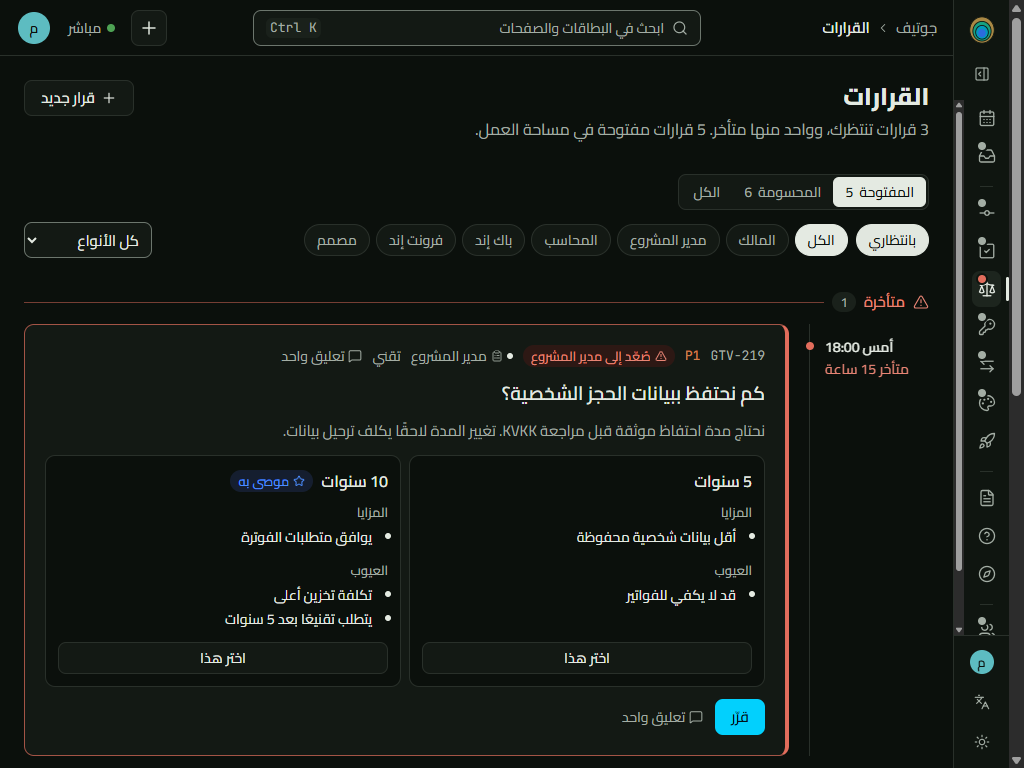 جوتيف
القرارات
ابحث في البطاقات والصفحات
Ctrl K
مباشر
م
القرارات
3 قرارات تنتظرك، وواحد منها متأخر. 5 قرارات مفتوحة في مساحة العمل.
قرار جديد
المفتوحة 5
المحسومة 6
الكل
بانتظاري
الكل
المالك
مدير المشروع
المحاسب
باك إند
فرونت إند
مصمم
كل الأنواع
متأخرة 1
أمس 18:00
متأخر 15 ساعة
GTV-219 P1 صُعّد إلى مدير المشروع مدير المشروع تقني تعليق واحد
كم نحتفظ ببيانات الحجز الشخصية؟
نحتاج مدة احتفاظ موثقة قبل مراجعة KVKK. تغيير المدة لاحقًا يكلف ترحيل بيانات.
5 سنوات
المزايا
أقل بيانات شخصية محفوظة
العيوب
قد لا يكفي للفواتير
اختر هذا
10 سنوات موصى به
المزايا
يوافق متطلبات الفوترة
العيوب
تكلفة تخزين أعلى
يتطلب تقنيعًا بعد 5 سنوات
اختر هذا
قرّر
تعليق واحد
م